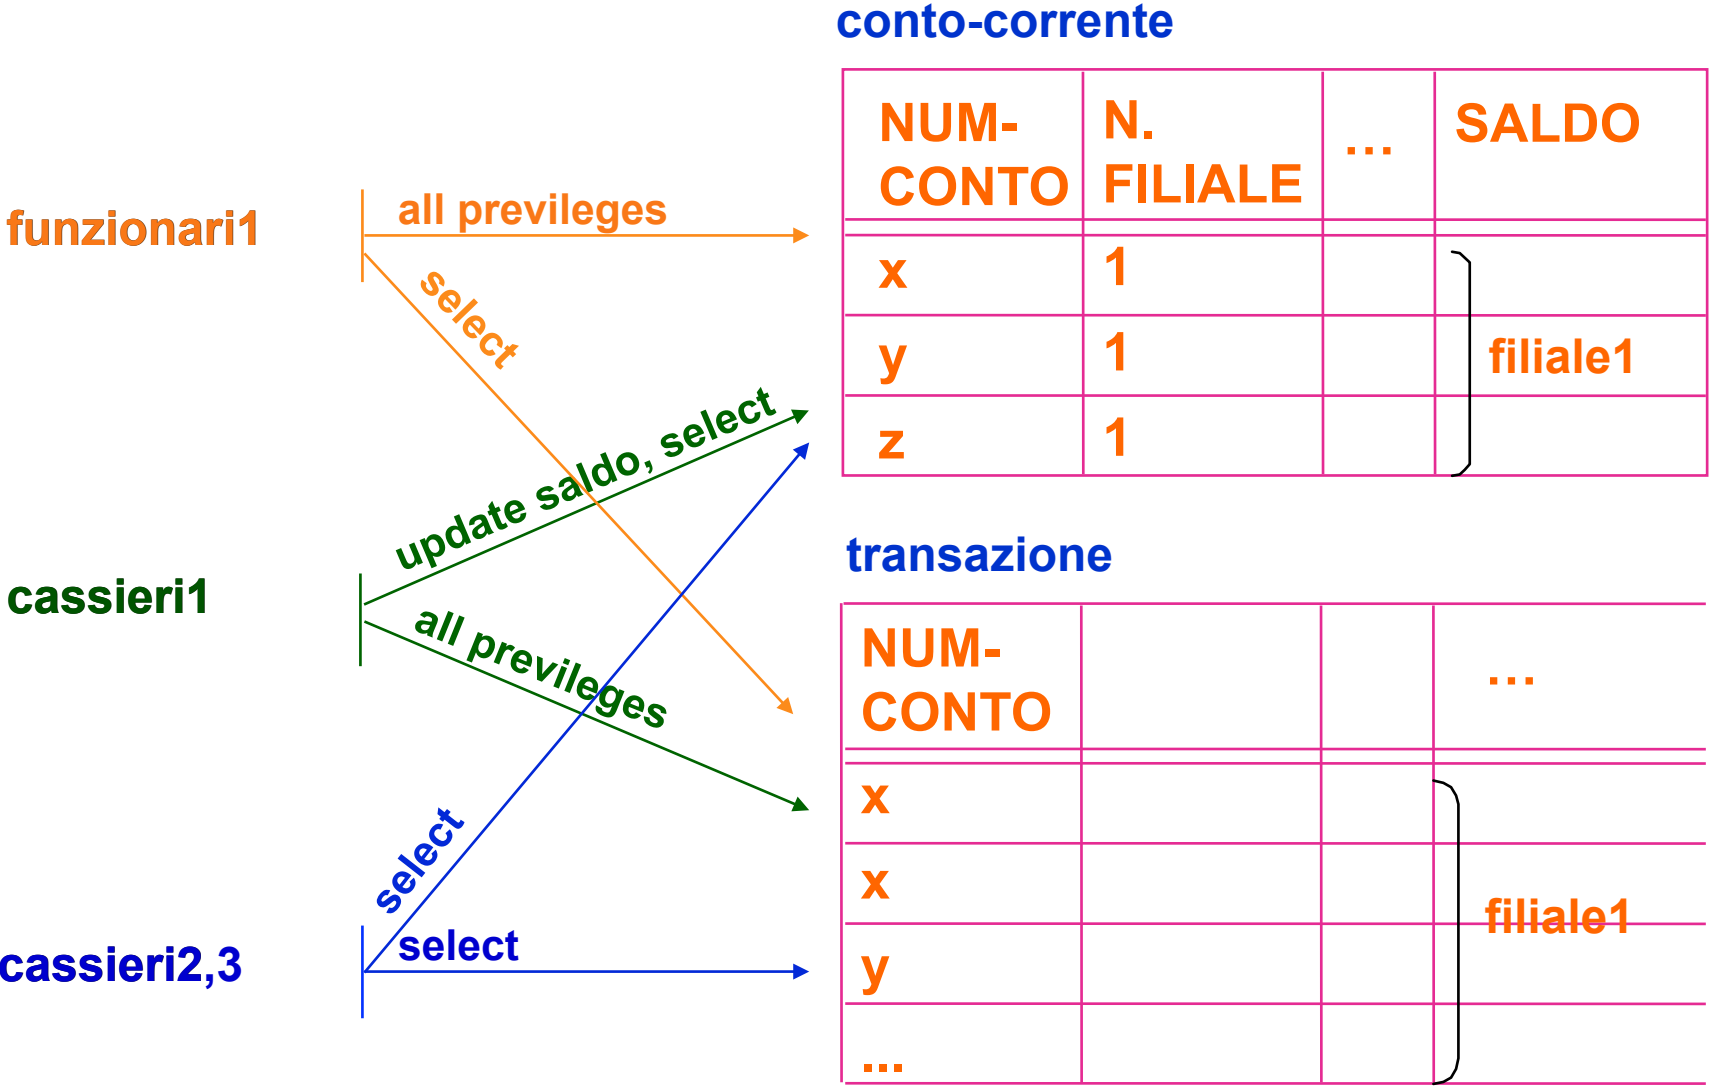 conto-corrente
NUM-
CONTO
N.
FILIALE
...
SALDO
funzionari1
all previleges
select
x
1
y
1
filiale1
z
1
update saldo, select
cassieri1
all previleges
transazione
NUM-
CONTO
...
x
x
filiale1
y
...
select
cassieri2,3
select